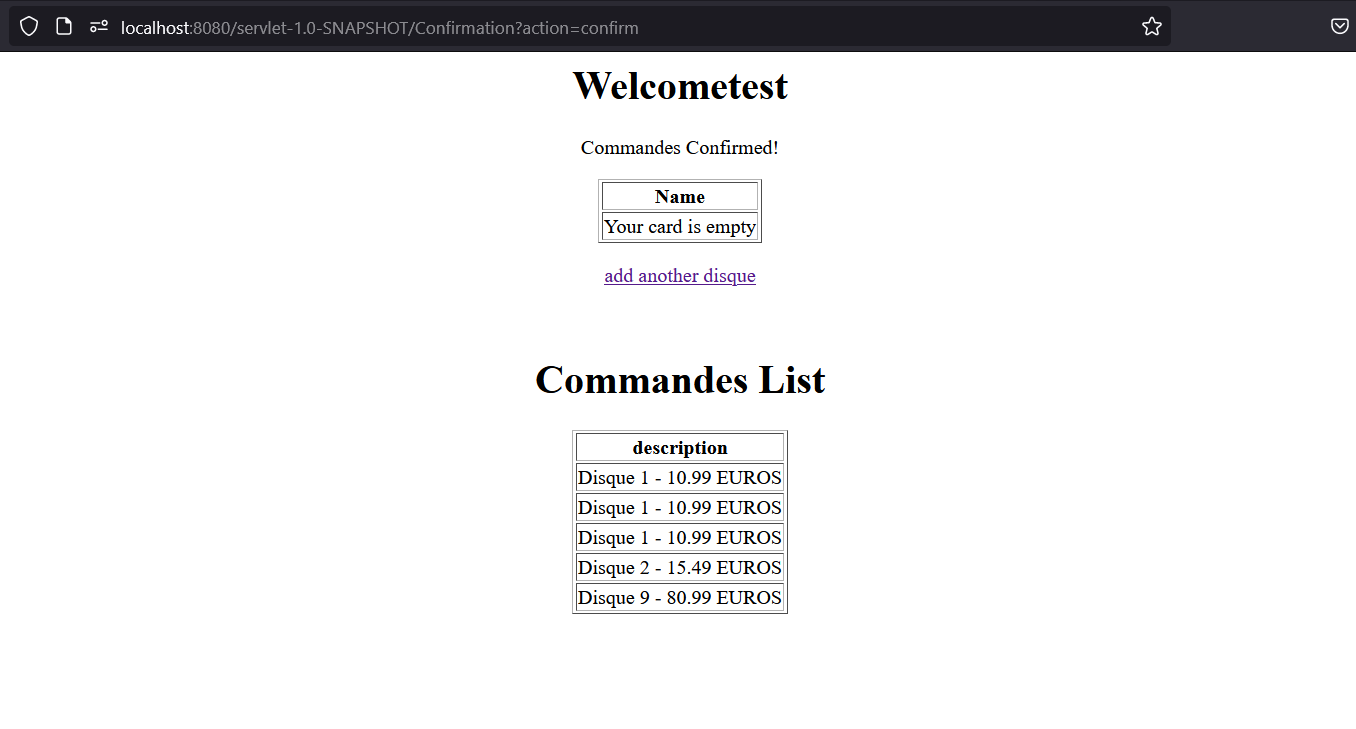 localhost:8080/servlet-1.0-SNAPSHOT/Confirmation?action=confirm
Welcometest
Commandes Confirmed!
Name
Your card is empty
add another disque
Commandes List
description
Disque 1 - 10.99 EUROS
Disque 1 - 10.99 EUROS
Disque 1 - 10.99 EUROS
Disque 2 - 15.49 EUROS
Disque 9 - 80.99 EUROS